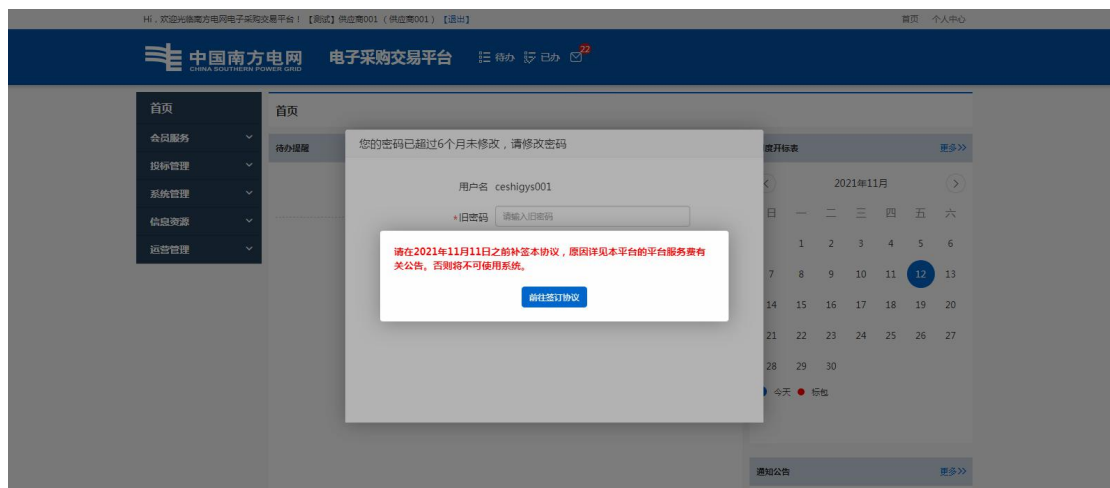 Hi，欢迎光临南方电网电子采购交易平台！【测试】供应商001（供应商001）【退出】
首页 个人中心
中国南方电网
CHINA SOUTHERN POWER GRID
电子采购交易平台
待办 已办 22
首页
会员服务
投标管理
系统管理
信息资源
运营管理
首页
待办提醒
您的密码已超过6个月未修改，请修改密码
用户名 ceshigys001
*旧密码 请输入旧密码
请在2021年11月11日之前补签本协议，原因详见本平台的平台服务费有
关公告。否则将不可使用系统。
前往签订协议
度开标表 更多>>
2021年11月
日 一 二 三 四 五 六
1 2 3 4 5 6
7 8 9 10 11 12 13
14 15 16 17 18 19 20
21 22 23 24 25 26 27
28 29 30
今天 标包
通知公告 更多>>